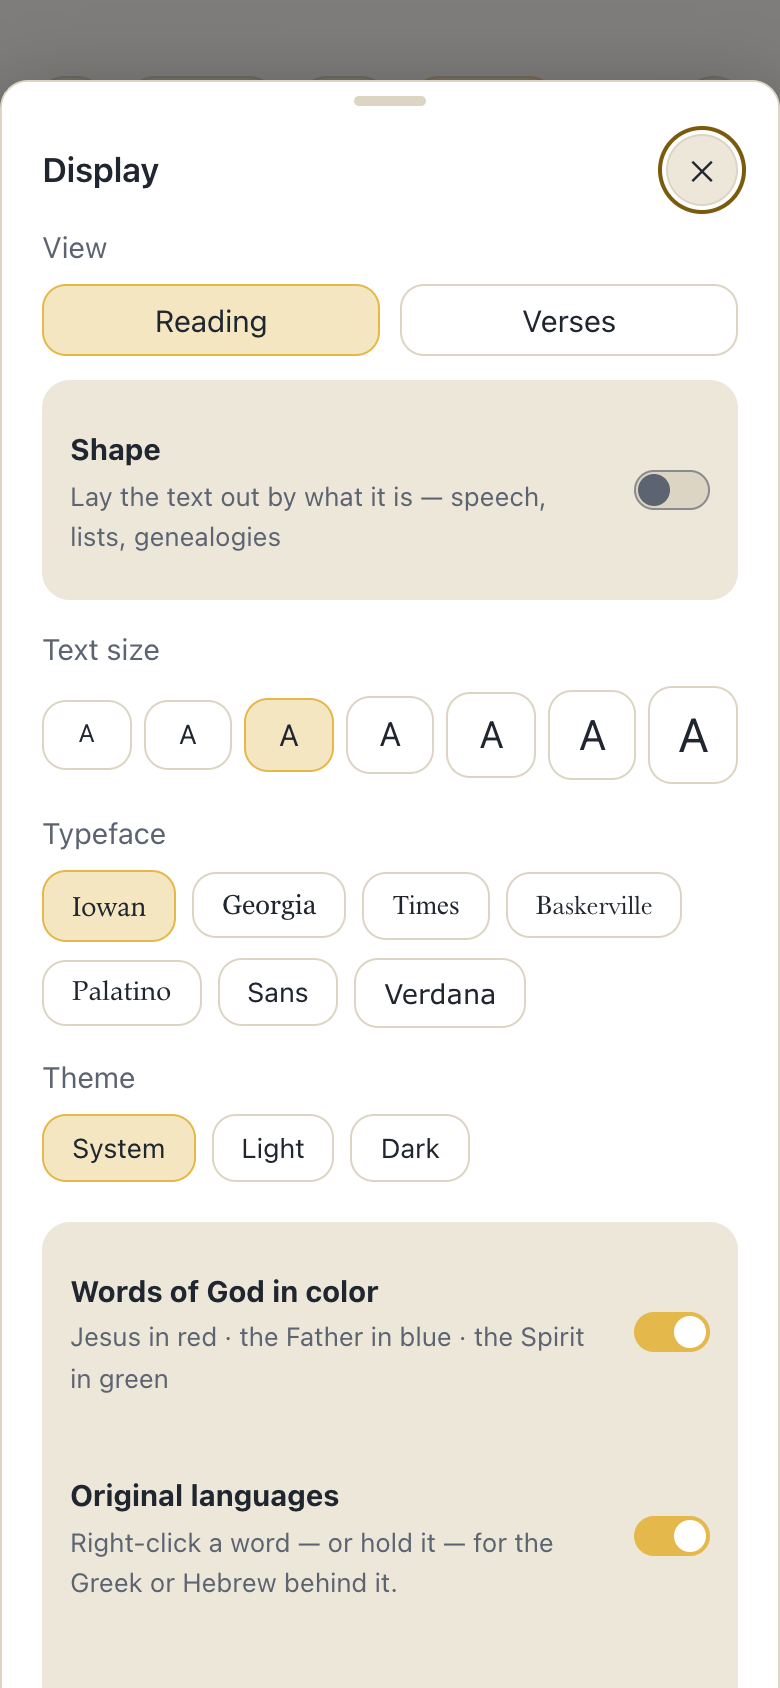 Display
View
Reading Verses
Shape
Lay the text out by what it is — speech,
lists, genealogies
Text size
A A A A A A A
Typeface
Iowan Georgia Times Baskerville
Palatino Sans Verdana
Theme
System Light Dark
Words of God in color
Jesus in red · the Father in blue · the Spirit
in green
Original languages
Right-click a word — or hold it — for the
Greek or Hebrew behind it.